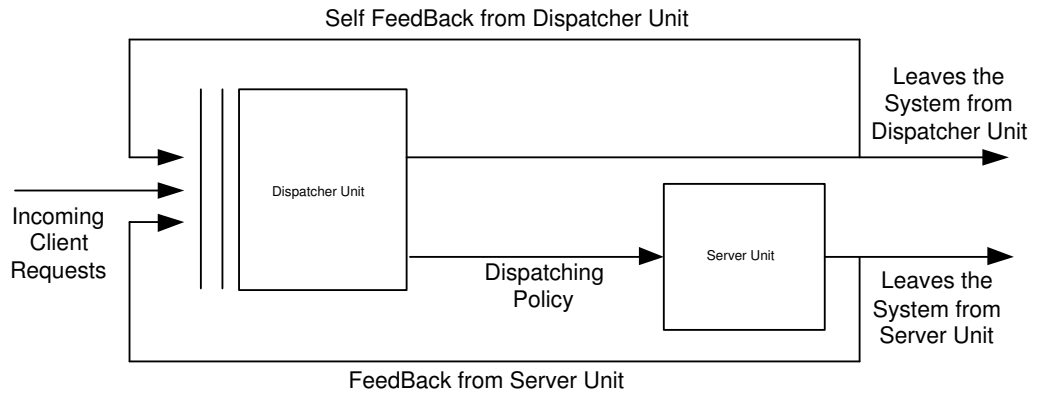 Self FeedBack from Dispatcher Unit
Leaves the
System from
Dispatcher Unit
Dispatcher Unit
Incoming
Client
Requests
Dispatching
Policy
Server Unit
Leaves the
System from
Server Unit
FeedBack from Server Unit